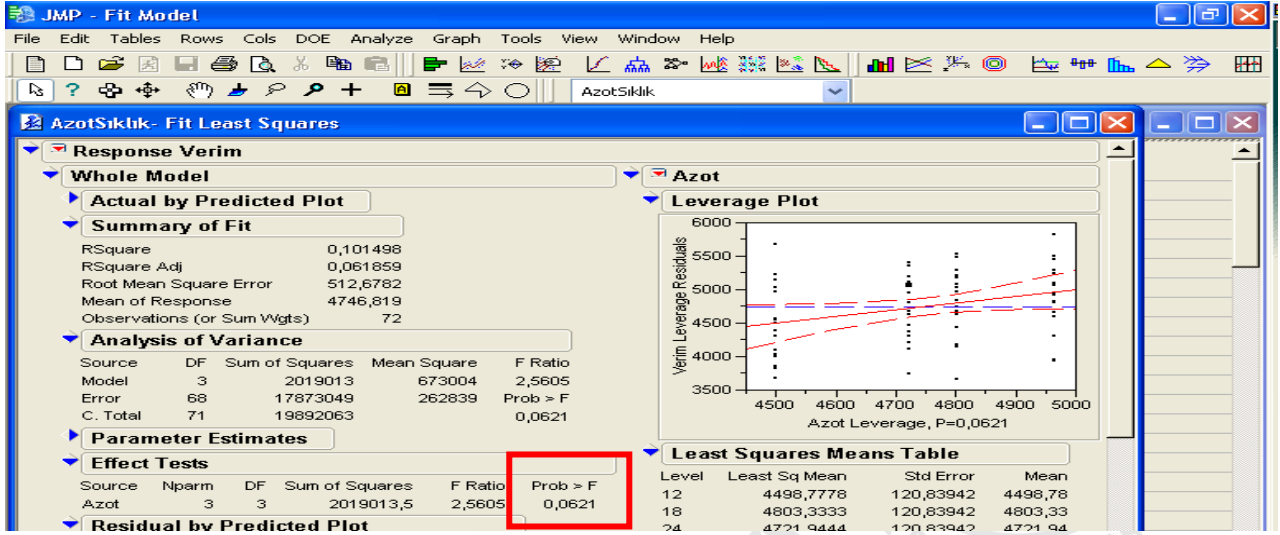 JMP - Fit Model
File Edit Tables Rows Cols DOE Analyze Graph Tools View Window Help
AzotSıklık
AzotSıklık- Fit Least Squares
Response Verim
Whole Model
Actual by Predicted Plot
Summary of Fit
RSquare 0,101498
RSquare Adj 0,061859
Root Mean Square Error 512,6782
Mean of Response 4746,819
Observations (or Sum Wgts) 72
Analysis of Variance
Source DF Sum of Squares Mean Square F Ratio
Model 3 2019013 673004 2,5605
Error 68 17873049 262839 Prob > F
C. Total 71 19892063 0,0621
Parameter Estimates
Effect Tests
Source Nparm DF Sum of Squares F Ratio Prob > F
Azot 3 3 2019013,5 2,5605 0,0621
Residual by Predicted Plot
Azot
Leverage Plot
6000
5500
5000
4500
4000
3500
Verim Leverage Residuals
4500 4600 4700 4800 4900 5000
Azot Leverage, P=0,0621
Least Squares Means Table
Level Least Sq Mean Std Error Mean
12 4498,7778 120,83942 4498,78
18 4803,3333 120,83942 4803,33
24 4721,9444 120,83942 4721,94